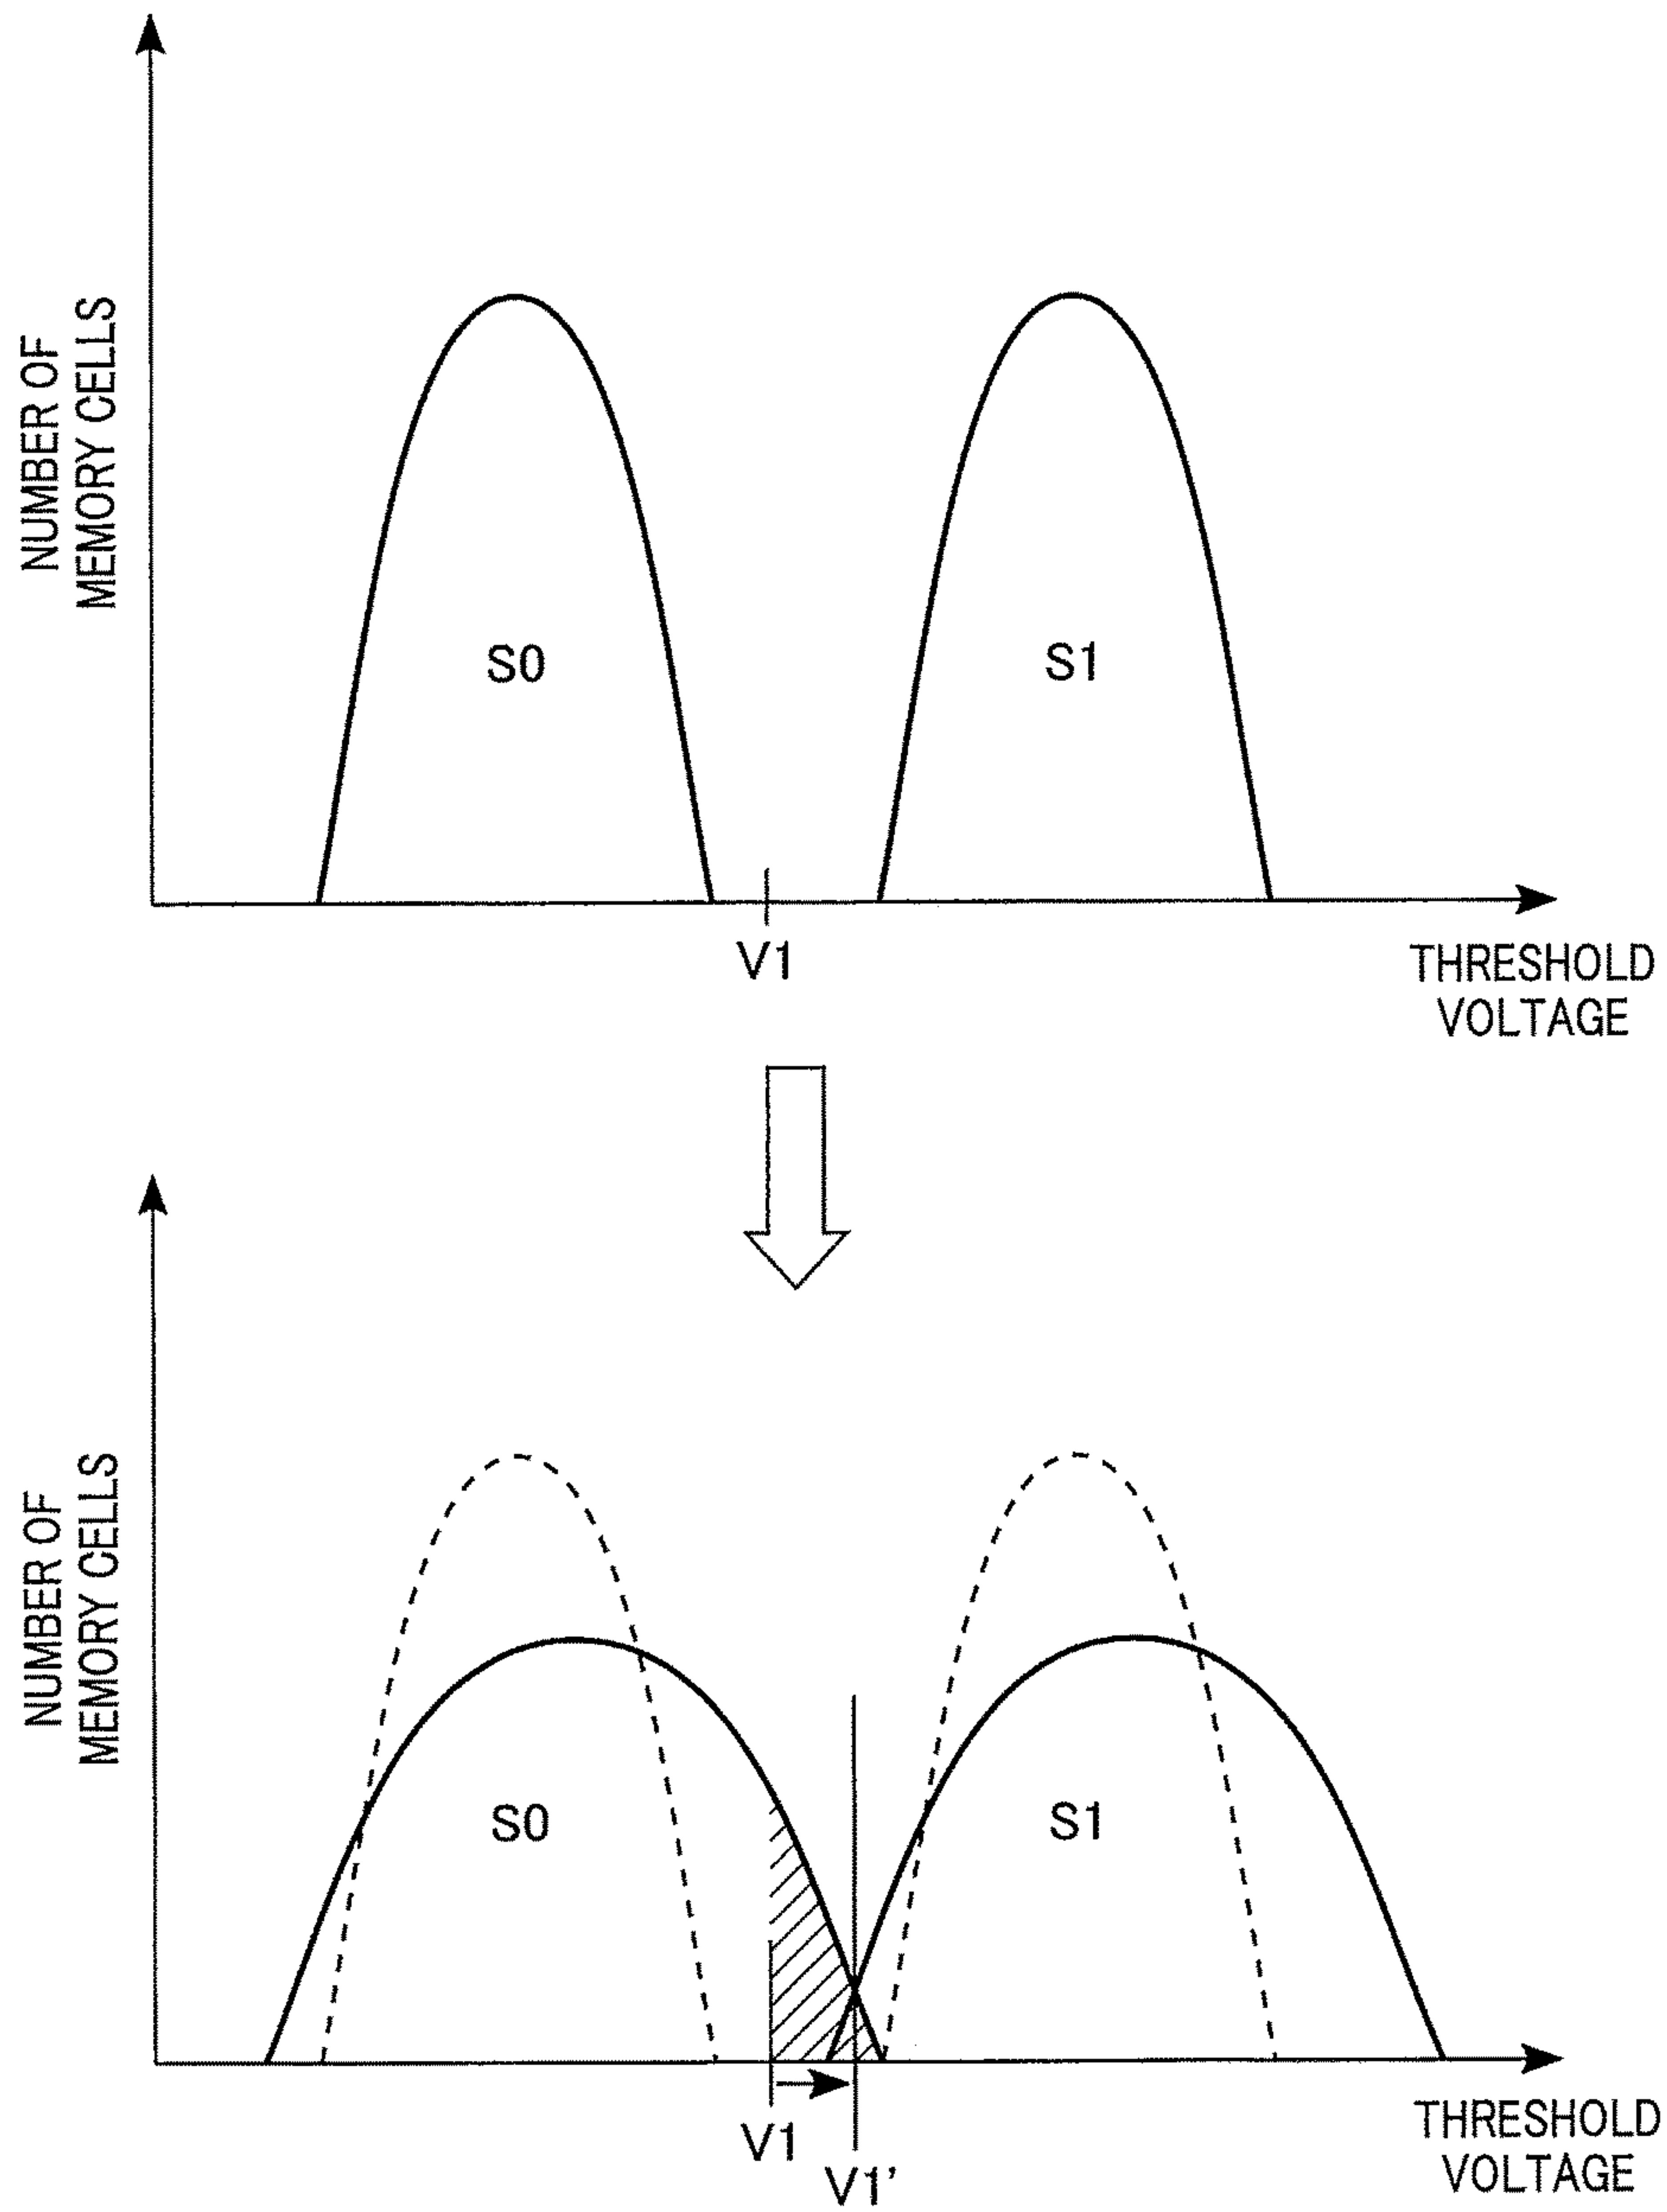 NUMBER OF
MEMORY CELLS
S0
S1
V1
THRESHOLD
VOLTAGE
NUMBER OF
MEMORY CELLS
S0
S1
V1
V1'
THRESHOLD
VOLTAGE